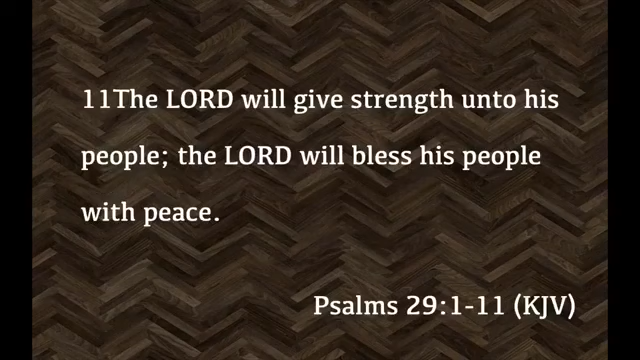 11The LORD will give strength unto his
people; the LORD will bless his people
with peace.
Psalms 29:1-11 (KJV)